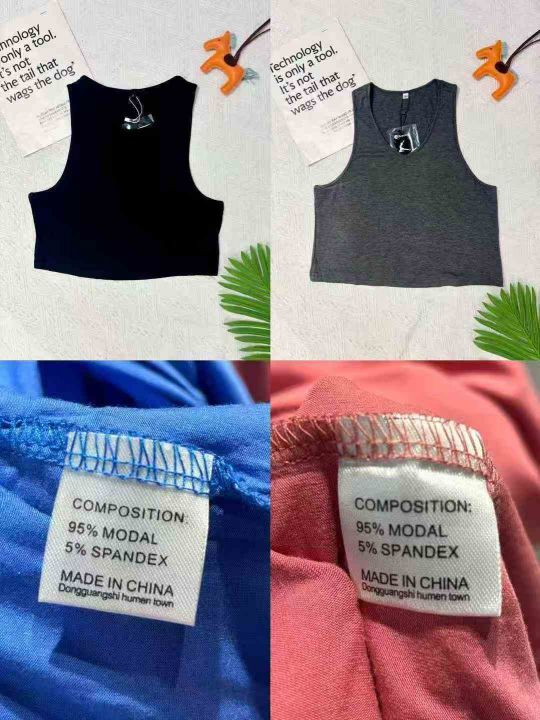 nology
only a tool.
It's not
the tail that
wags the dog"
Technology
is only a tool.
It's not
the tail that
wags the dog"
COMPOSITION:
95% MODAL
5% SPANDEX
MADE IN CHINA
Dongguangshi humen town
COMPOSITION:
95% MODAL
5% SPANDEX
MADE IN CHINA
Dongguangshi humen town